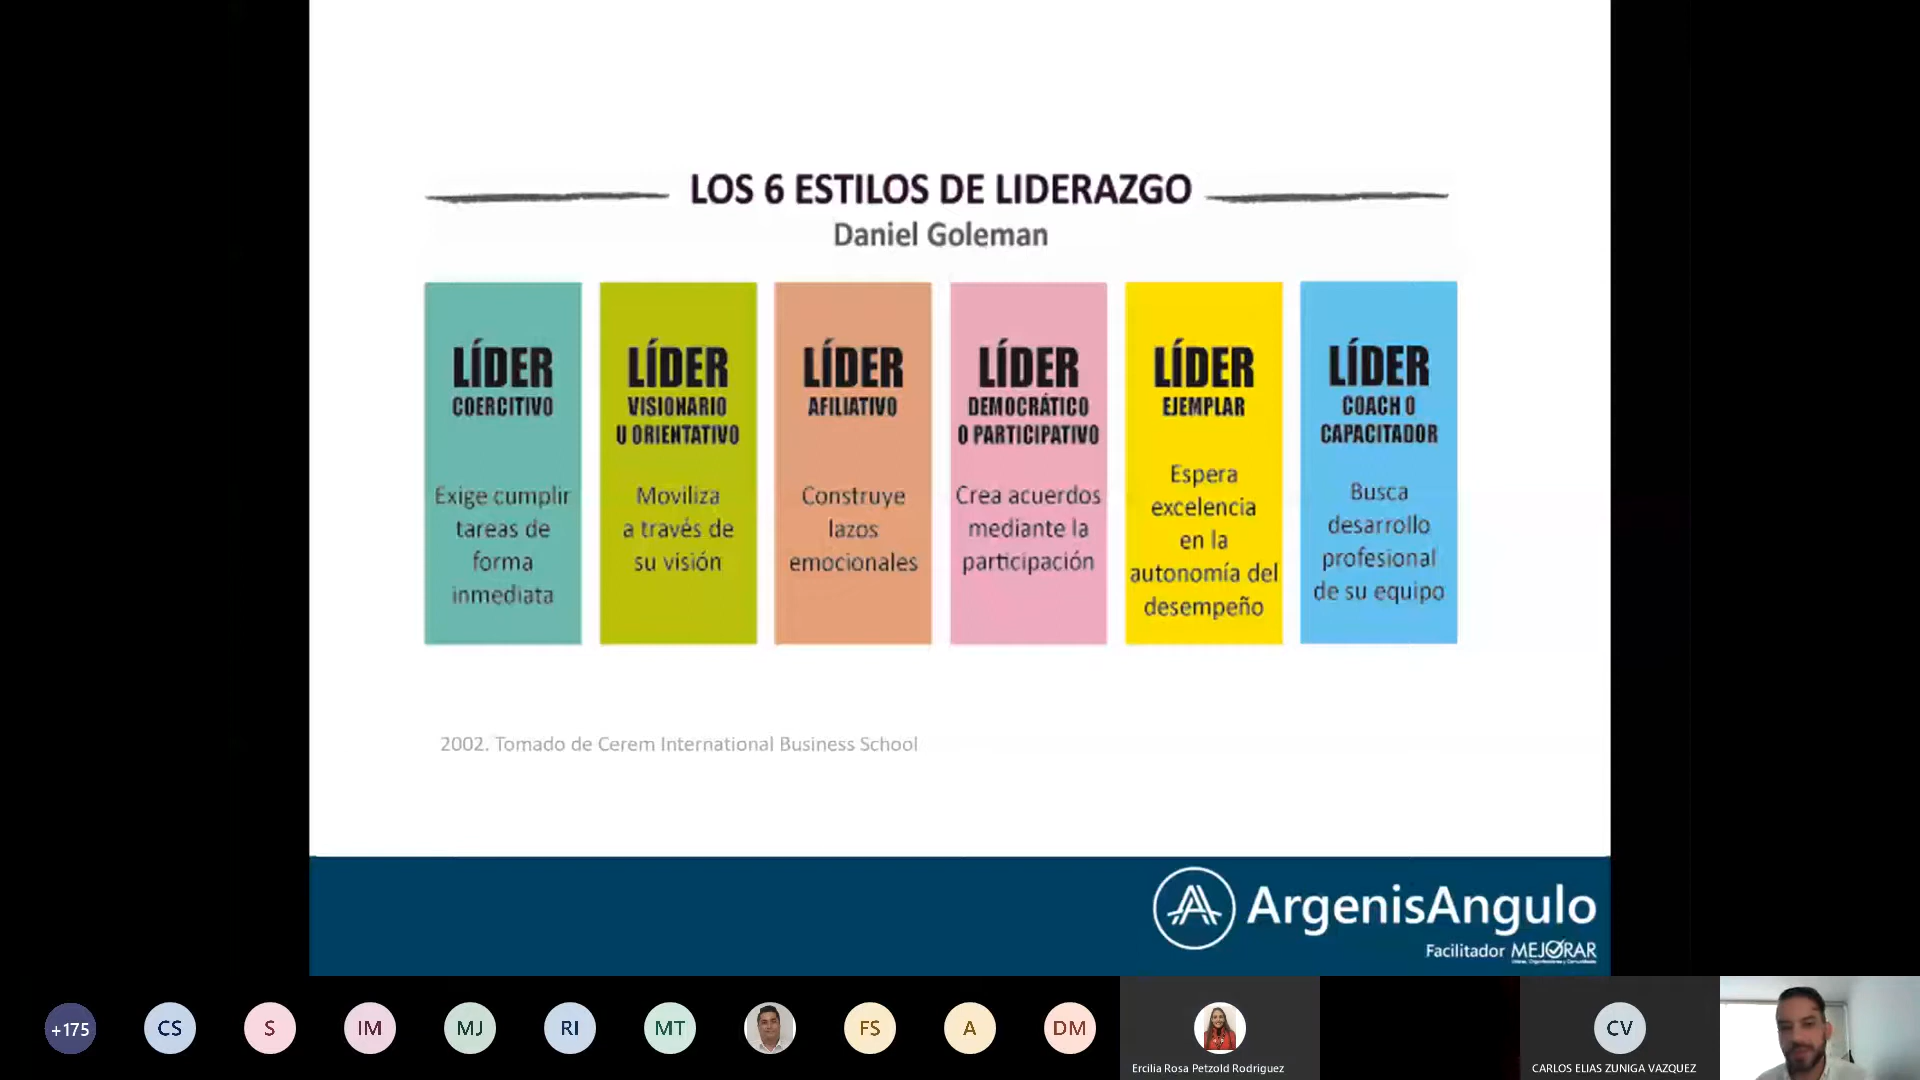 LOS 6 ESTILOS DE LIDERAZGO
Daniel Goleman
LÍDER
COERCITIVO
Exige cumplir
tareas de
forma
inmediata
LÍDER
VISIONARIO
U ORIENTATIVO
Moviliza
a través de
su visión
LÍDER
AFILIATIVO
Construye
lazos
emocionales
LÍDER
DEMOCRÁTICO
O PARTICIPATIVO
Crea acuerdos
mediante la
participación
LÍDER
EJEMPLAR
Espera
excelencia
en la
autonomía del
desempeño
LÍDER
COACH O
CAPACITADOR
Busca
desarrollo
profesional
de su equipo
2002. Tomado de Cerem International Business School
ArgenisAngulo
Facilitador MEJORAR
+175
CS
S
IM
MJ
RI
MT
FS
A
DM
Ercilia Rosa Petzold Rodriguez
CV
CARLOS ELIAS ZUNIGA VAZQUEZ